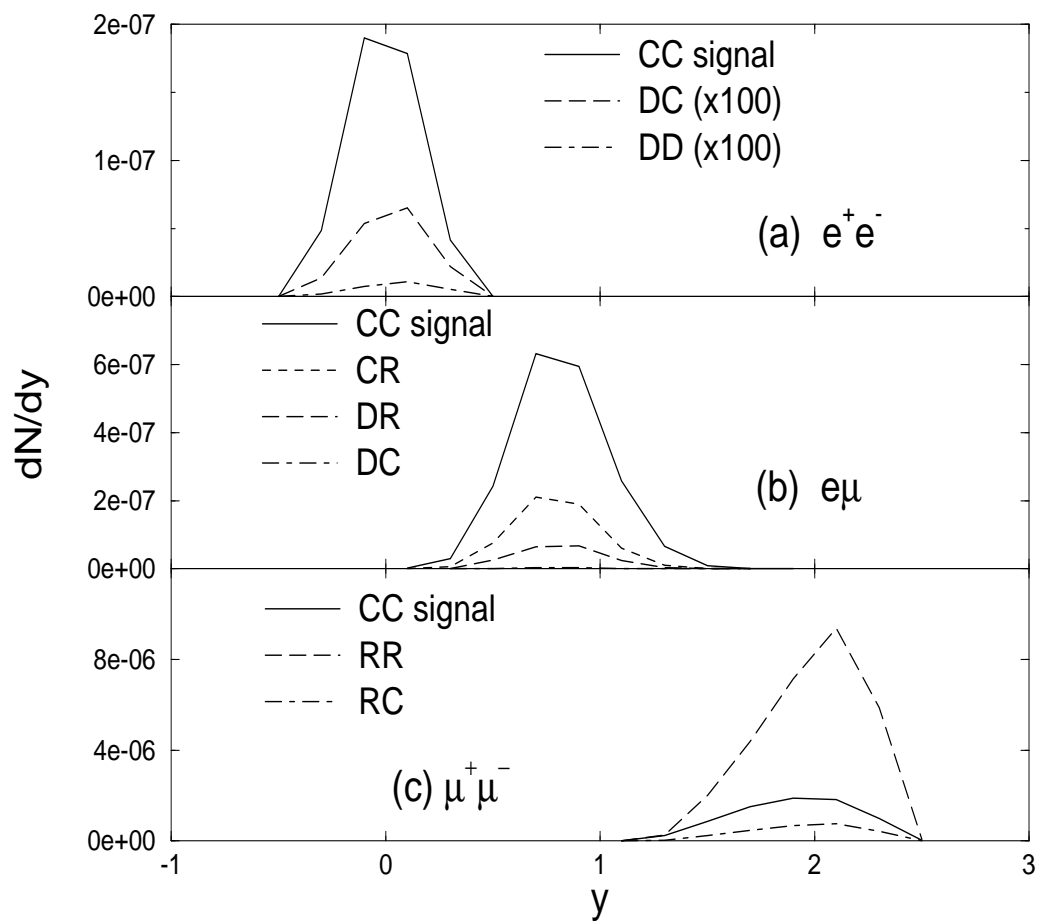 2e-07
CC signal
DC (x100)
DD (x100)
1e-07
(a) e⁺e⁻
0e+00
CC signal
CR
DR
DC
6e-07
4e-07
2e-07
(b) eμ
0e+00
CC signal
RR
RC
8e-06
4e-06
(c) μ⁺μ⁻
0e+00
dN/dy
-1 0 1 2 3
y